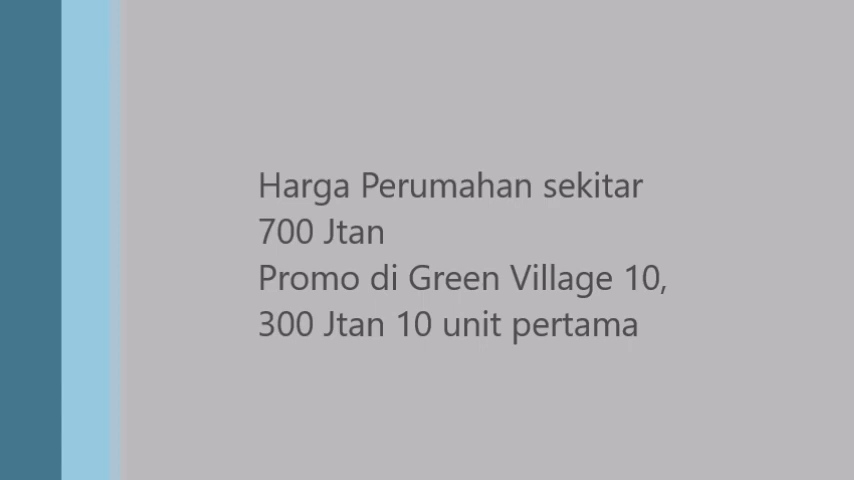 Harga Perumahan sekitar
700 Jtan
Promo di Green Village 10,
300 Jtan 10 unit pertama